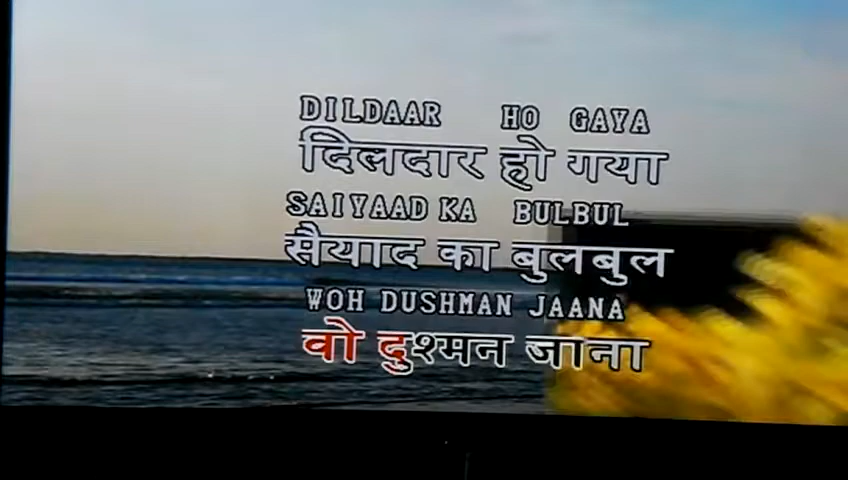 DILDAAR HO GAYA
दिलदार हो गया
SAIYAAD KA BULBUL
सैयाद का बुलबुल
WOH DUSHMAN JAANA
वो दुश्मन जाना